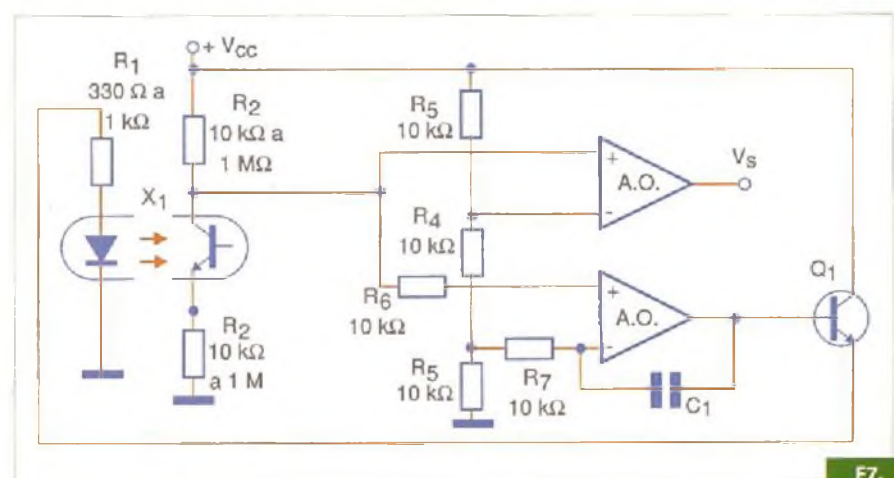 + VCC
R1
330 Ω a
1 kΩ
R2
10 kΩ a
1 MΩ
X1
R2
10 kΩ
a 1 M
R5
10 kΩ
R4
10 kΩ
R6
10 kΩ
R5
10 kΩ
R7
10 kΩ
+
A.O.
-
VS
+
A.O.
-
C1
Q1
F7.